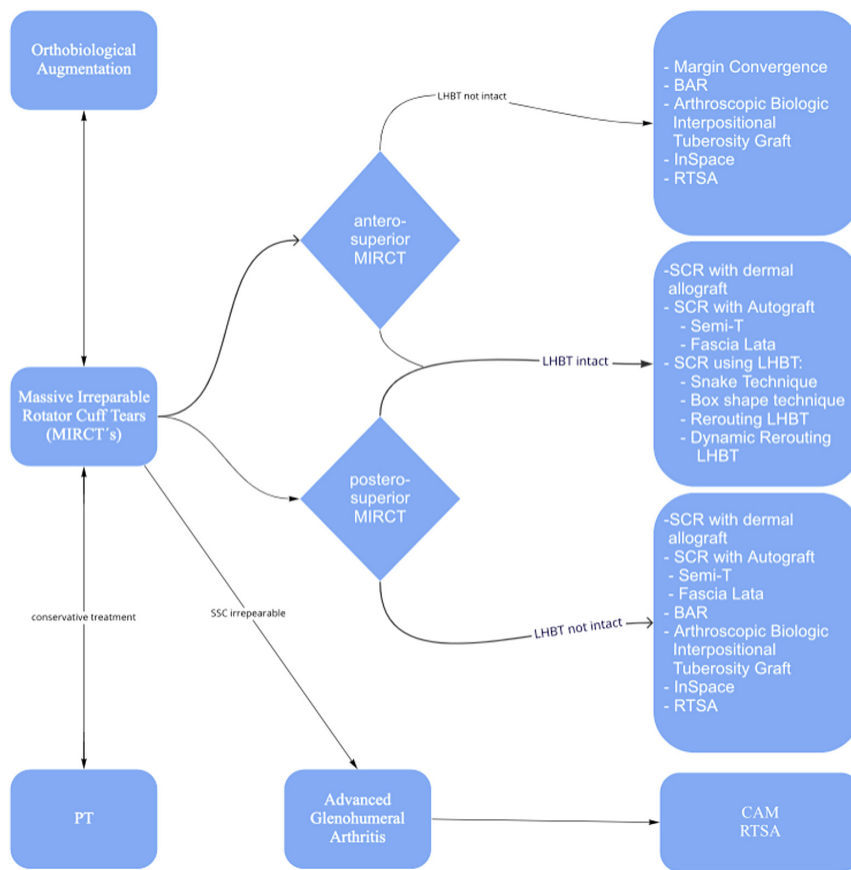 Orthobiological
Augmentation
LHBT not intact
- Margin Convergence
- BAR
- Arthroscopic Biologic
Interpositional
Tuberosity Graft
- InSpace
- RTSA
antero-
superior
MIRCT
-SCR with dermal
allograft
- SCR with Autograft
- Semi-T
- Fascia Lata
- SCR using LHBT:
- Snake Technique
- Box shape technique
- Rerouting LHBT
- Dynamic Rerouting
LHBT
LHBT intact
Massive Irreparable
Rotator Cuff Tears
(MIRCT´s)
postero-
superior
MIRCT
-SCR with dermal
allograft
- SCR with Autograft
- Semi-T
- Fascia Lata
- BAR
- Arthroscopic Biologic
Interpositional
Tuberosity Graft
- InSpace
- RTSA
LHBT not intact
conservative treatment
SSC irrepearable
PT
Advanced
Glenohumeral
Arthritis
CAM
RTSA